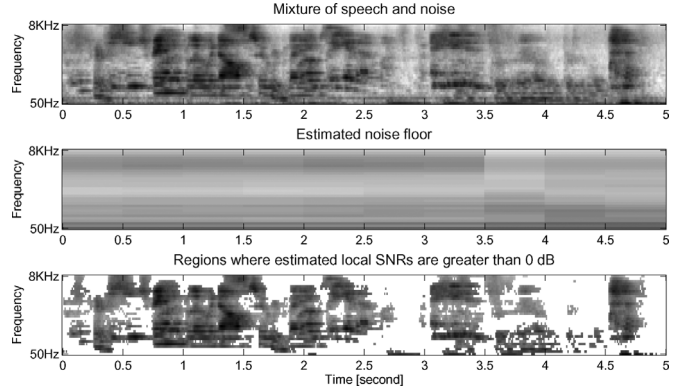 Mixture of speech and noise
8KHz
Frequency
50Hz
0 0.5 1 1.5 2 2.5 3 3.5 4 4.5 5
Estimated noise floor
8KHz
Frequency
50Hz
0 0.5 1 1.5 2 2.5 3 3.5 4 4.5 5
Regions where estimated local SNRs are greater than 0 dB
8KHz
Frequency
50Hz
0 0.5 1 1.5 2 2.5 3 3.5 4 4.5 5
Time [second]